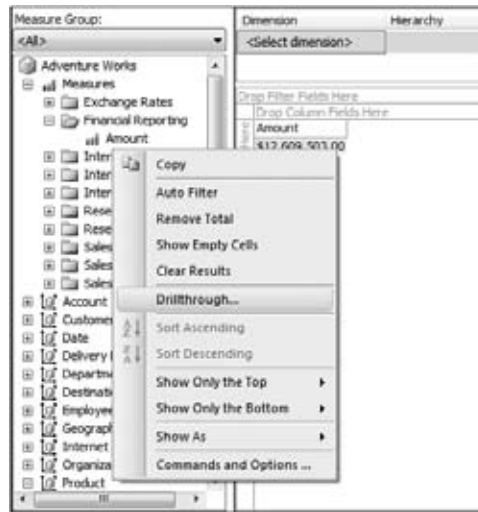 Measure Group:
<All>
Adventure Works
Measures
Exchange Rates
Financial Reporting
Amount
Inter
Inter
Inter
Rese
Rese
Sales
Sales
Sales
Account
Custome
Date
Delivery
Departme
Destinati
Employee
Geograph
Internet
Organiza
Product
Dimension Hierarchy
<Select dimension>
Drop Filter Fields Here
Drop Column Fields Here
Here
Amount
$12,609,503.00
Copy
Auto Filter
Remove Total
Show Empty Cells
Clear Results
Drillthrough...
Sort Ascending
Sort Descending
Show Only the Top
Show Only the Bottom
Show As
Commands and Options ...